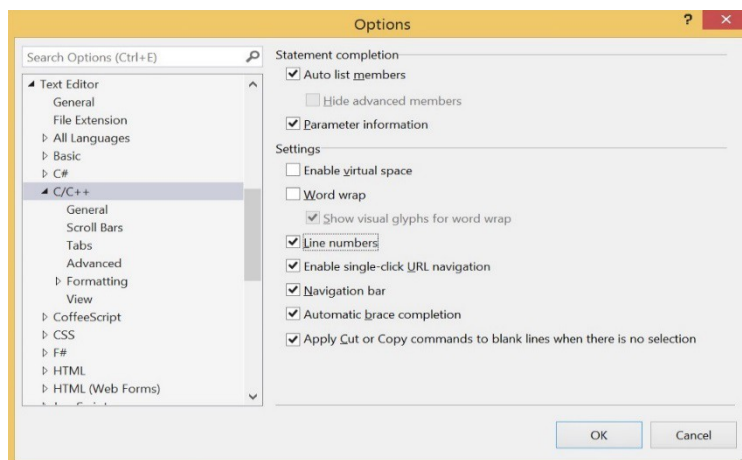 Options
?
Search Options (Ctrl+E)
Text Editor
General
File Extension
All Languages
Basic
C#
C/C++
General
Scroll Bars
Tabs
Advanced
Formatting
View
CoffeeScript
CSS
F#
HTML
HTML (Web Forms)
Statement completion
Auto list members
Hide advanced members
Parameter information
Settings
Enable virtual space
Word wrap
Show visual glyphs for word wrap
Line numbers
Enable single-click URL navigation
Navigation bar
Automatic brace completion
Apply Cut or Copy commands to blank lines when there is no selection
OK
Cancel